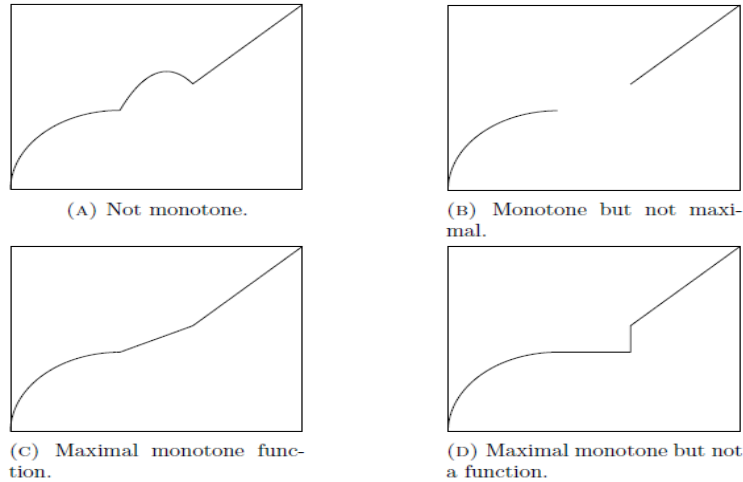 (A) Not monotone.
(B) Monotone but not maxi-
mal.
(C) Maximal monotone func-
tion.
(D) Maximal monotone but not
a function.